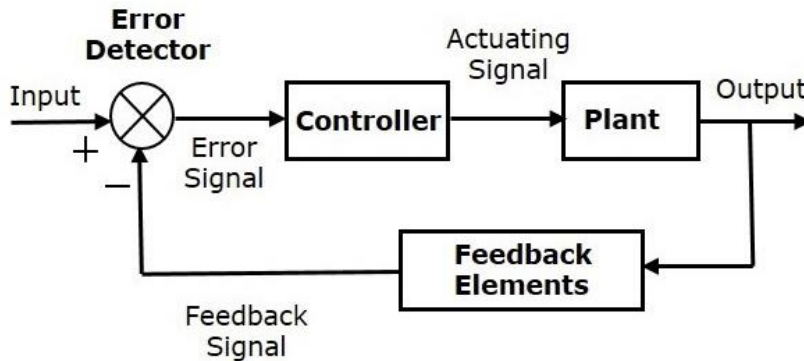 Error
Detector
Actuating
Signal
Input
Controller
Plant
Output
+
Error
Signal
−
Feedback
Elements
Feedback
Signal